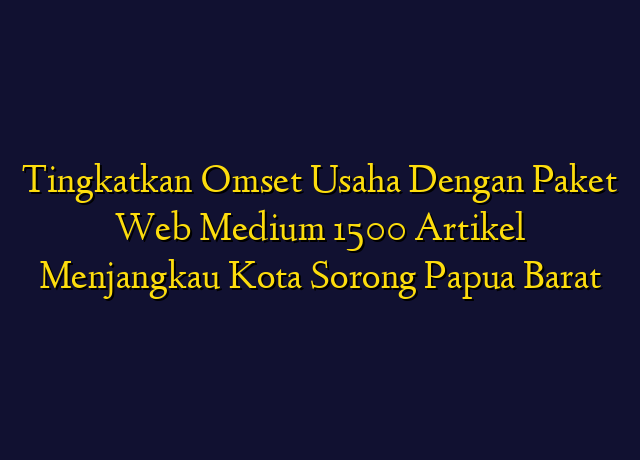 Tingkatkan Omset Usaha Dengan Paket
Web Medium 1500 Artikel
Menjangkau Kota Sorong Papua Barat